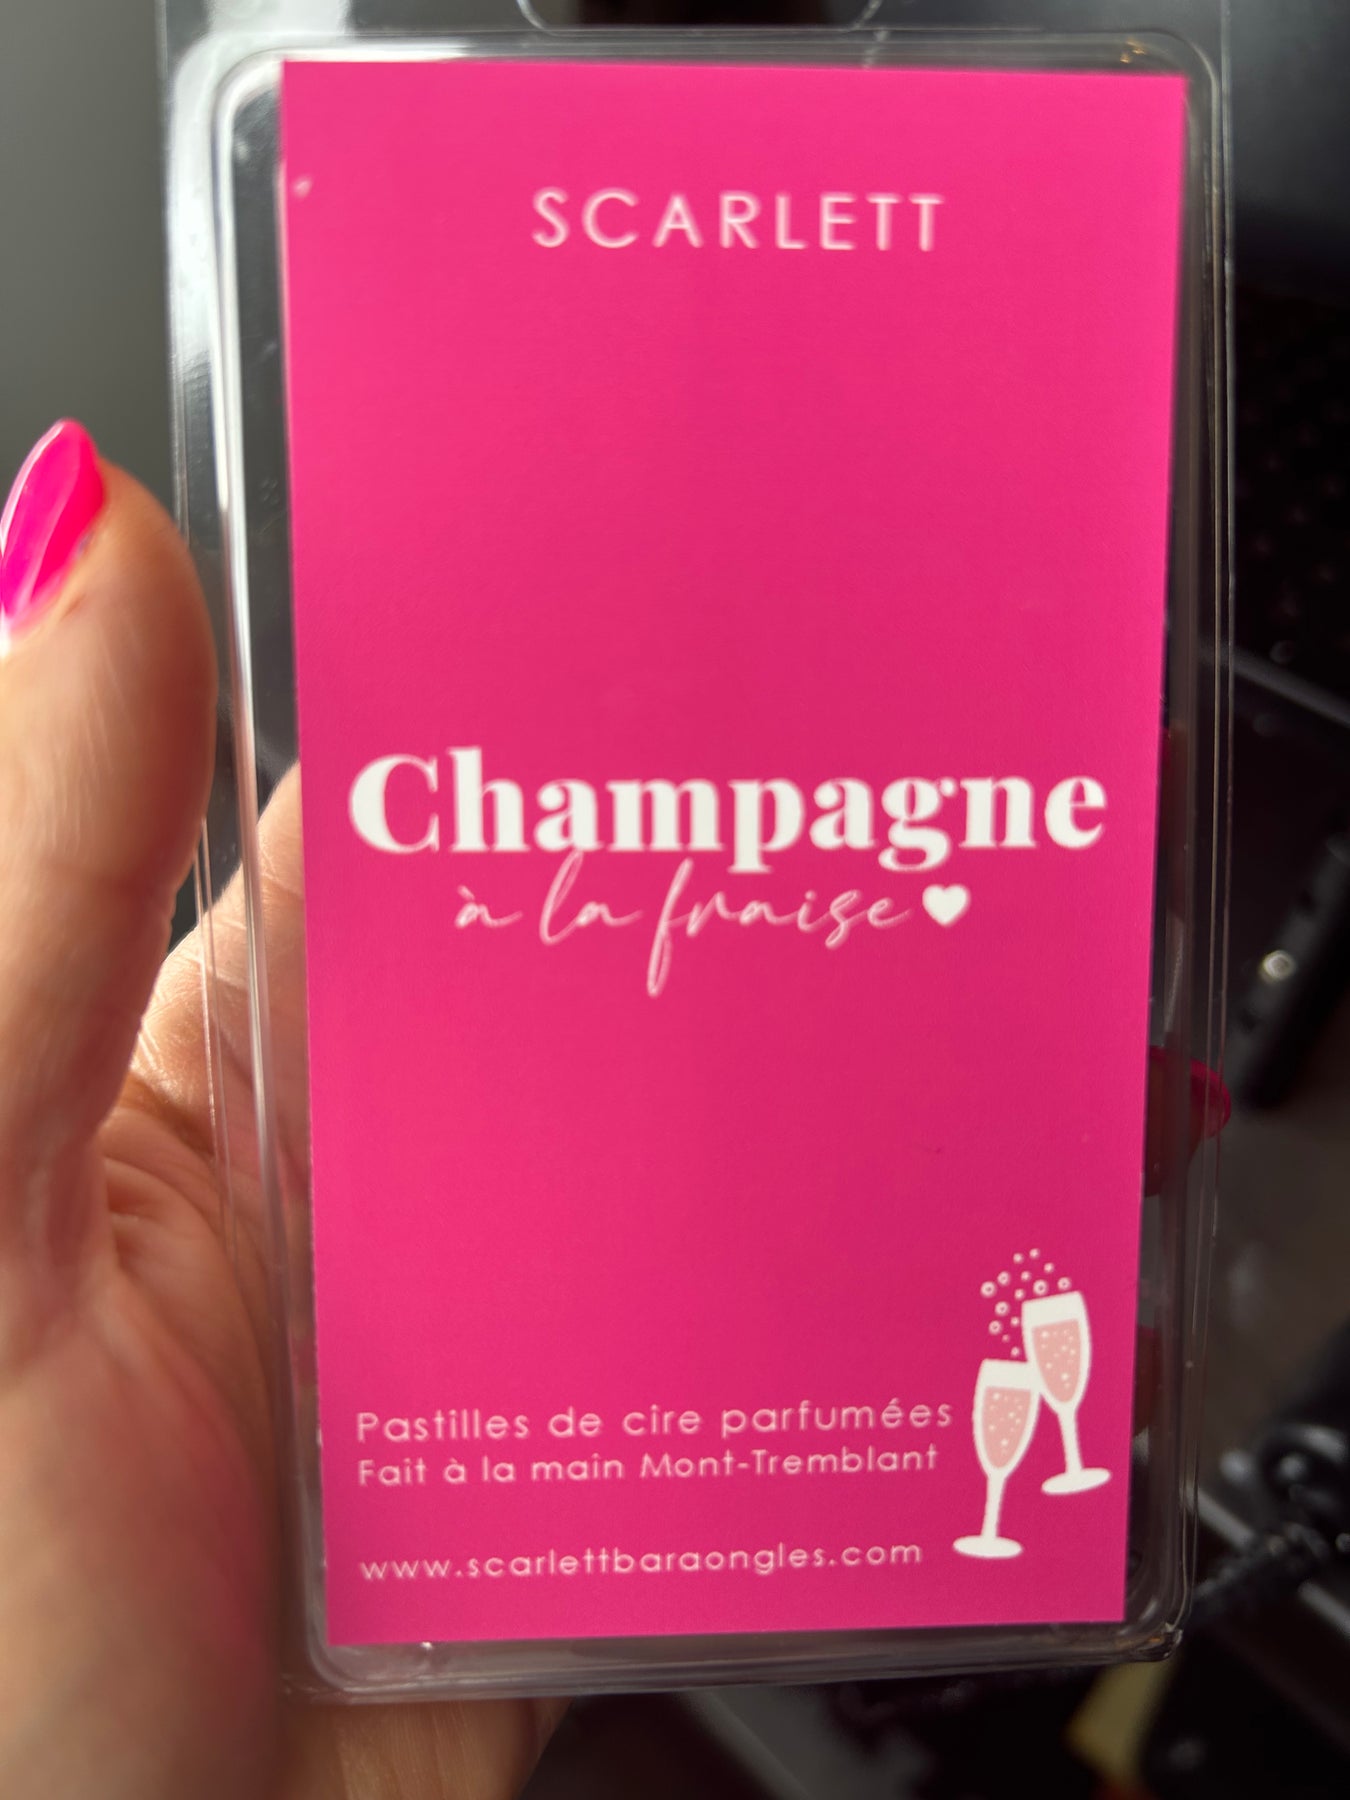 SCARLETT
Champagne
à la fraise
Pastilles de cire parfumées
Fait à la main Mont-Tremblant
www.scarlettbaraongles.com